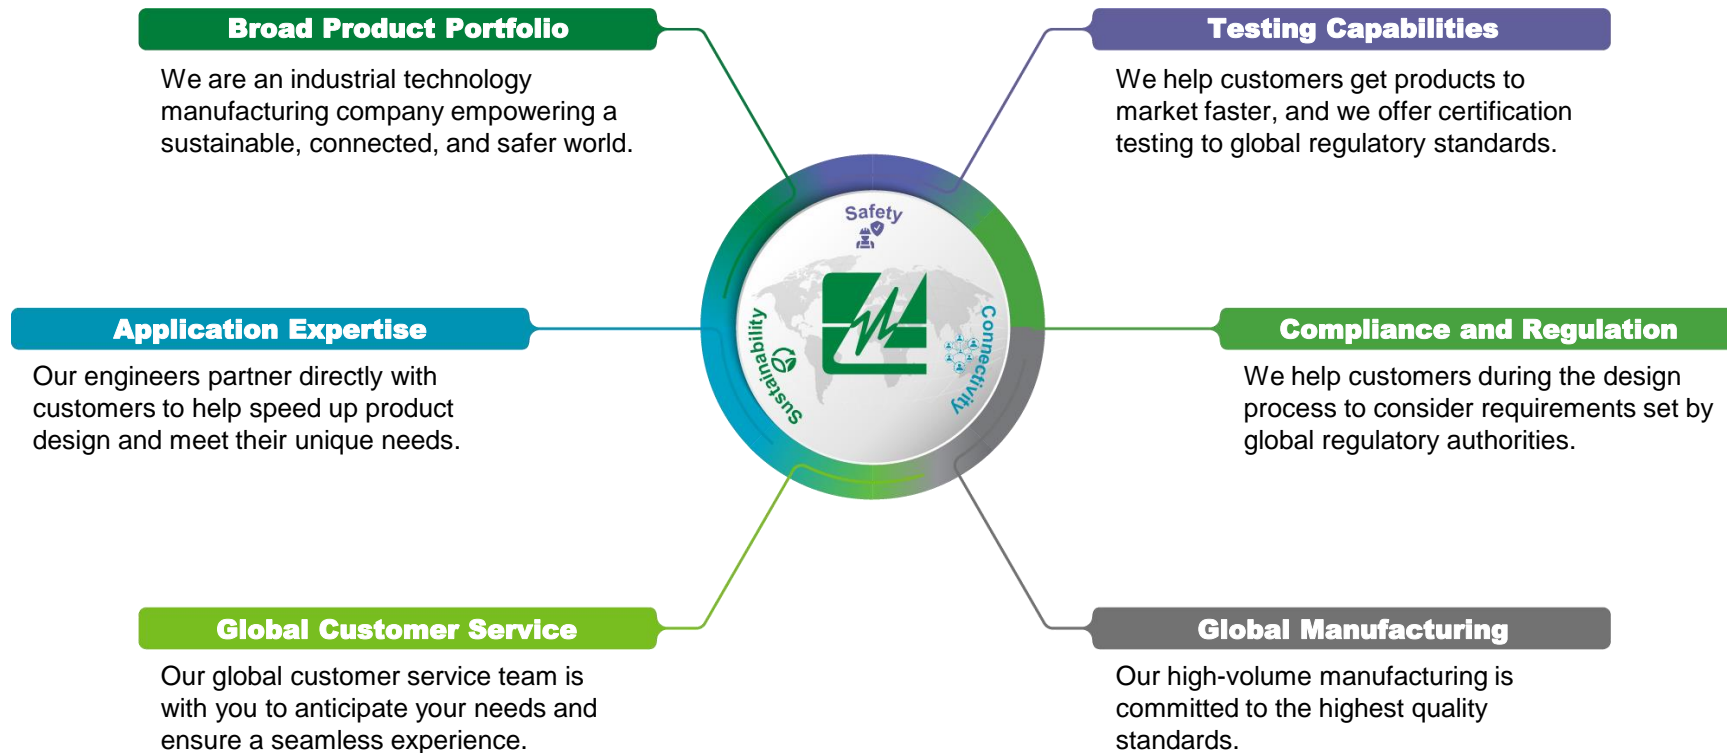 Broad Product Portfolio
We are an industrial technology
manufacturing company empowering a
sustainable, connected, and safer world.
Testing Capabilities
We help customers get products to
market faster, and we offer certification
testing to global regulatory standards.
Safety
Sustainability
Connectivity
Application Expertise
Our engineers partner directly with
customers to help speed up product
design and meet their unique needs.
Compliance and Regulation
We help customers during the design
process to consider requirements set by
global regulatory authorities.
Global Customer Service
Our global customer service team is
with you to anticipate your needs and
ensure a seamless experience.
Global Manufacturing
Our high-volume manufacturing is
committed to the highest quality
standards.